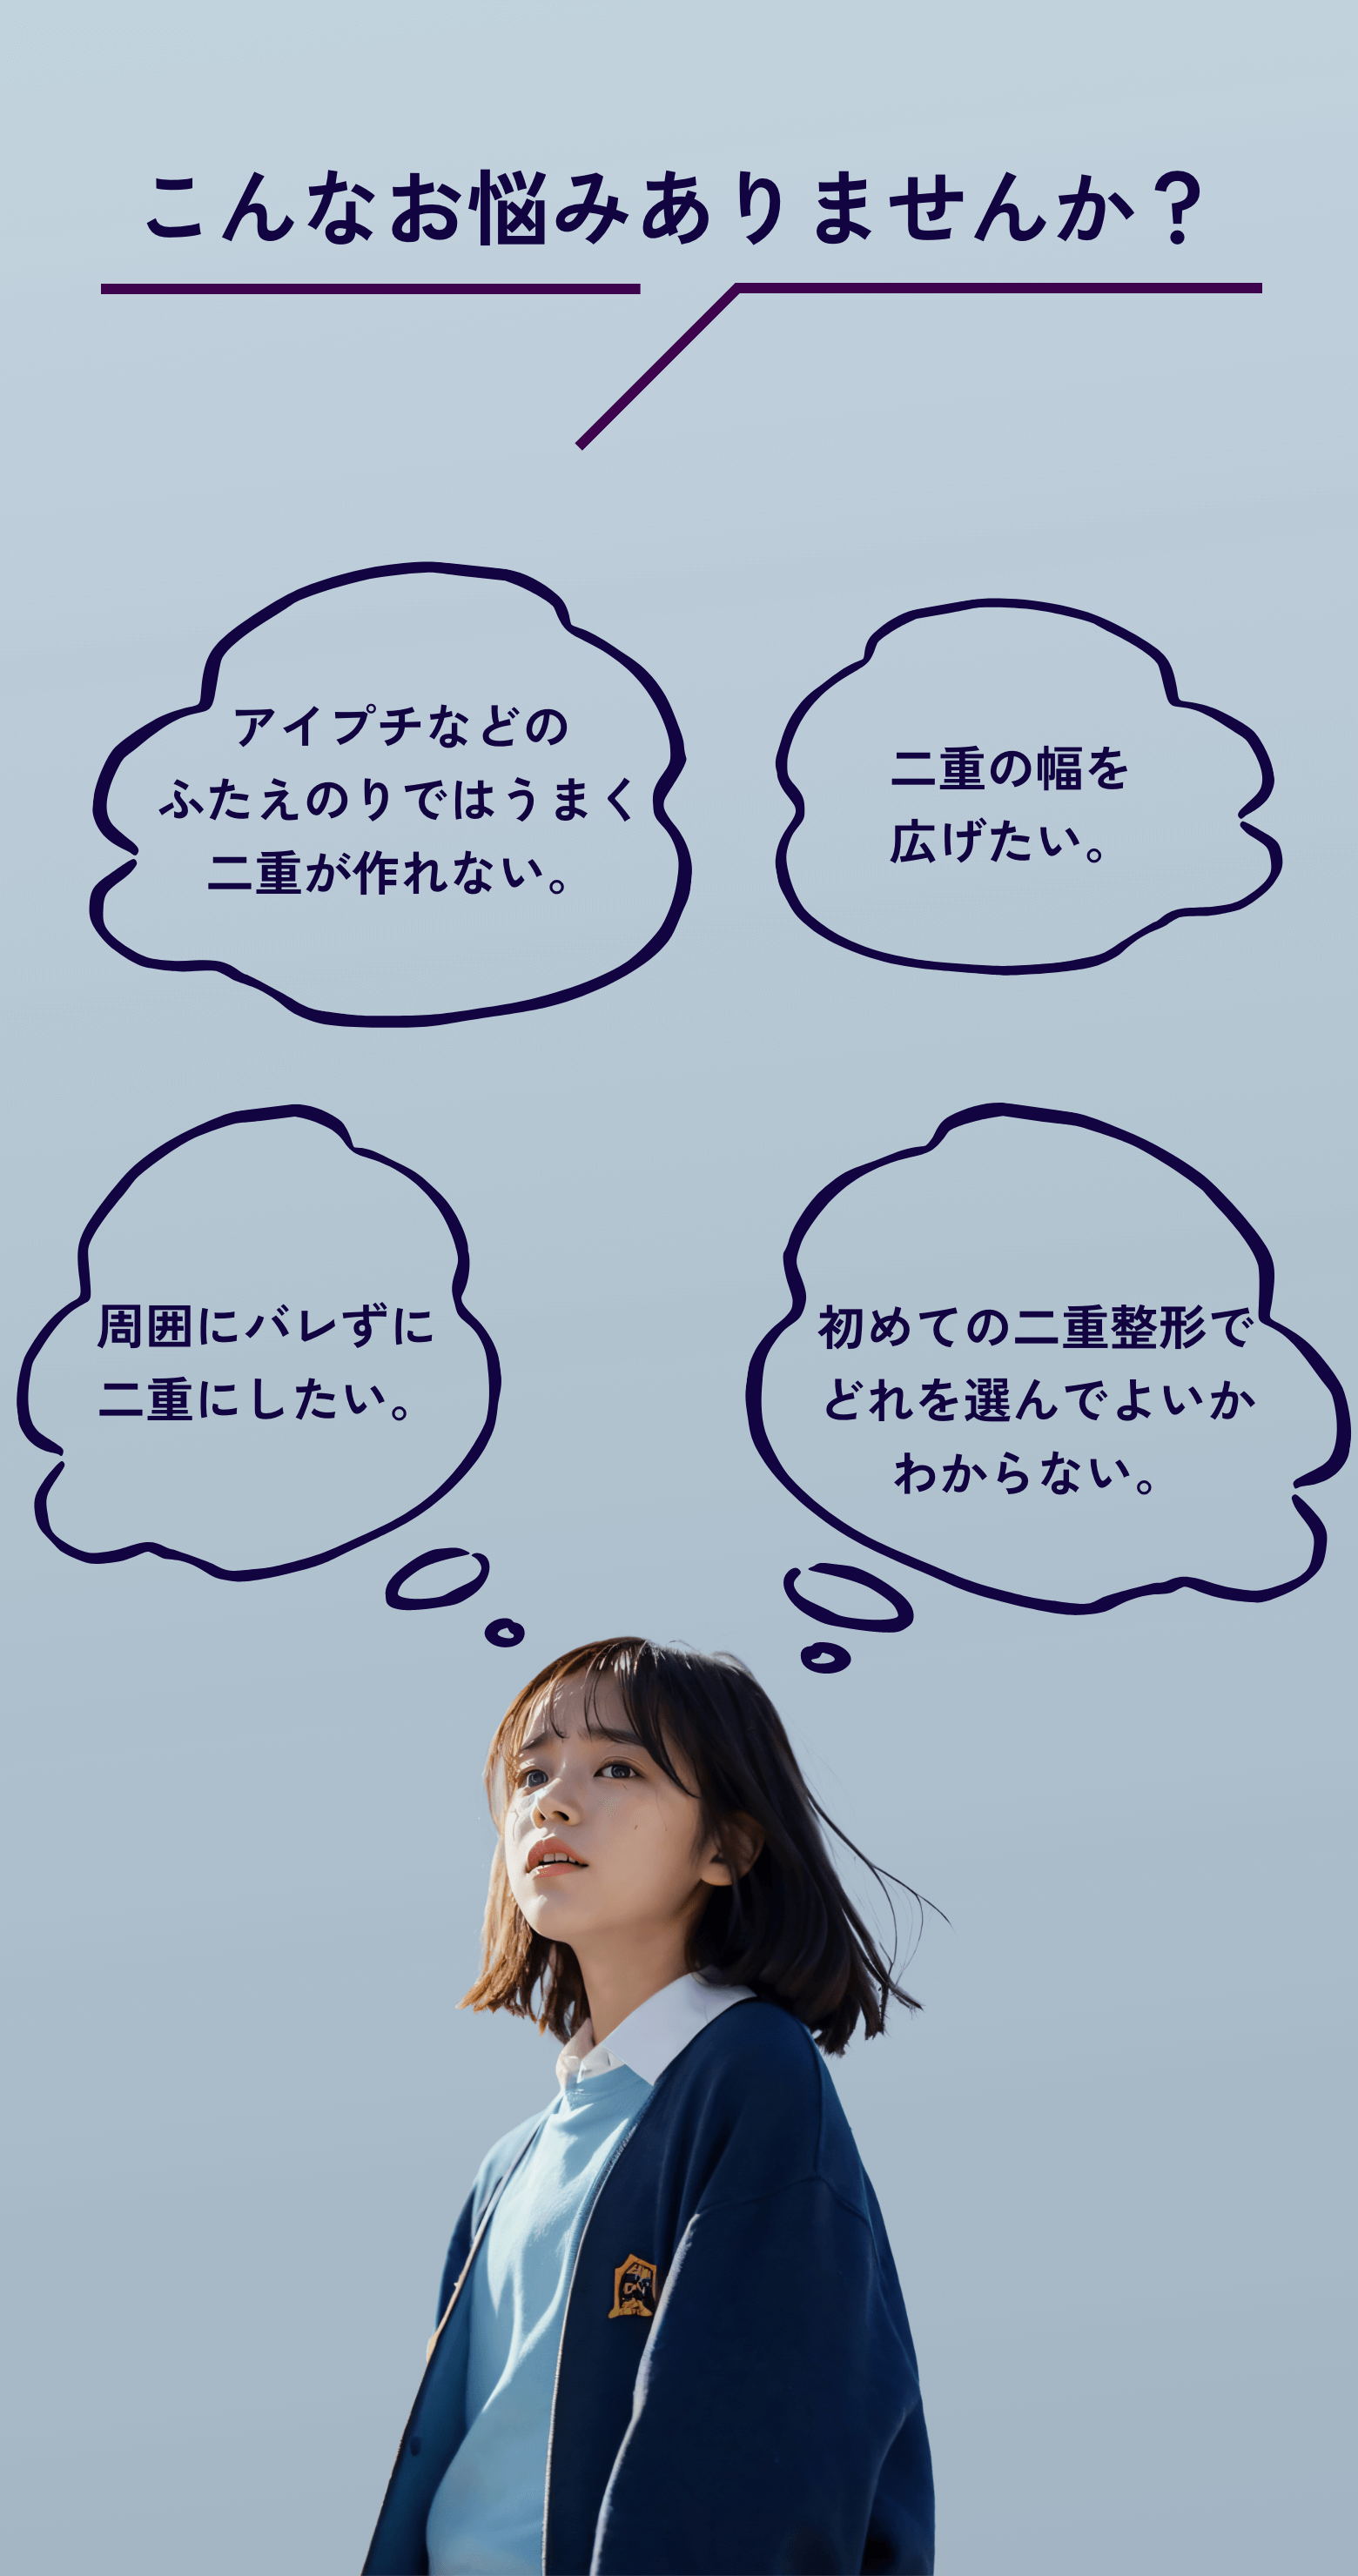 こんなお悩みありませんか？
アイプチなどの
ふたえのりではうまく
二重が作れない。
二重の幅を
広げたい。
周囲にバレずに
二重にしたい。
初めての二重整形で
どれを選んでよいか
わからない。